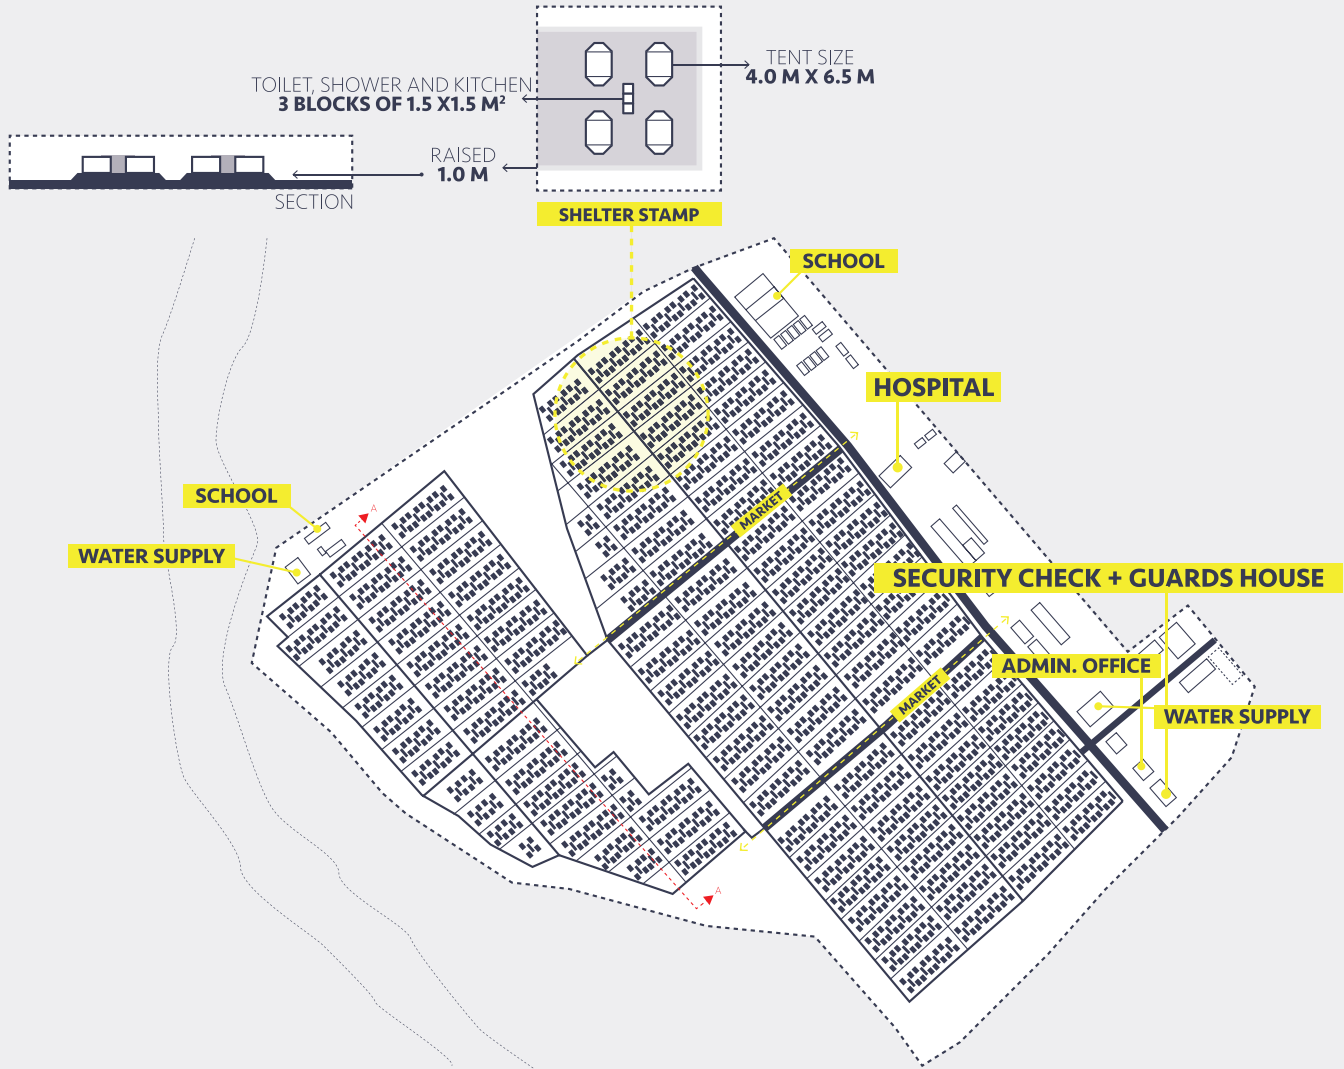 TENT SIZE
4.0 M X 6.5 M
TOILET, SHOWER AND KITCHEN
3 BLOCKS OF 1.5 X1.5 M²
RAISED
1.0 M
SECTION
SHELTER STAMP
SCHOOL
HOSPITAL
SCHOOL
A
MARKET
WATER SUPPLY
SECURITY CHECK + GUARDS HOUSE
ADMIN. OFFICE
MARKET
WATER SUPPLY
A